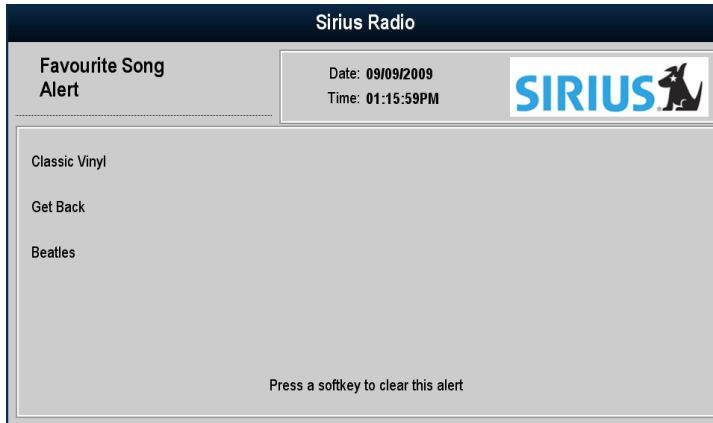 Sirius Radio
Favourite Song
Alert
Date: 09/09/2009
Time: 01:15:59PM
SIRIUS
Classic Vinyl
Get Back
Beatles
Press a softkey to clear this alert